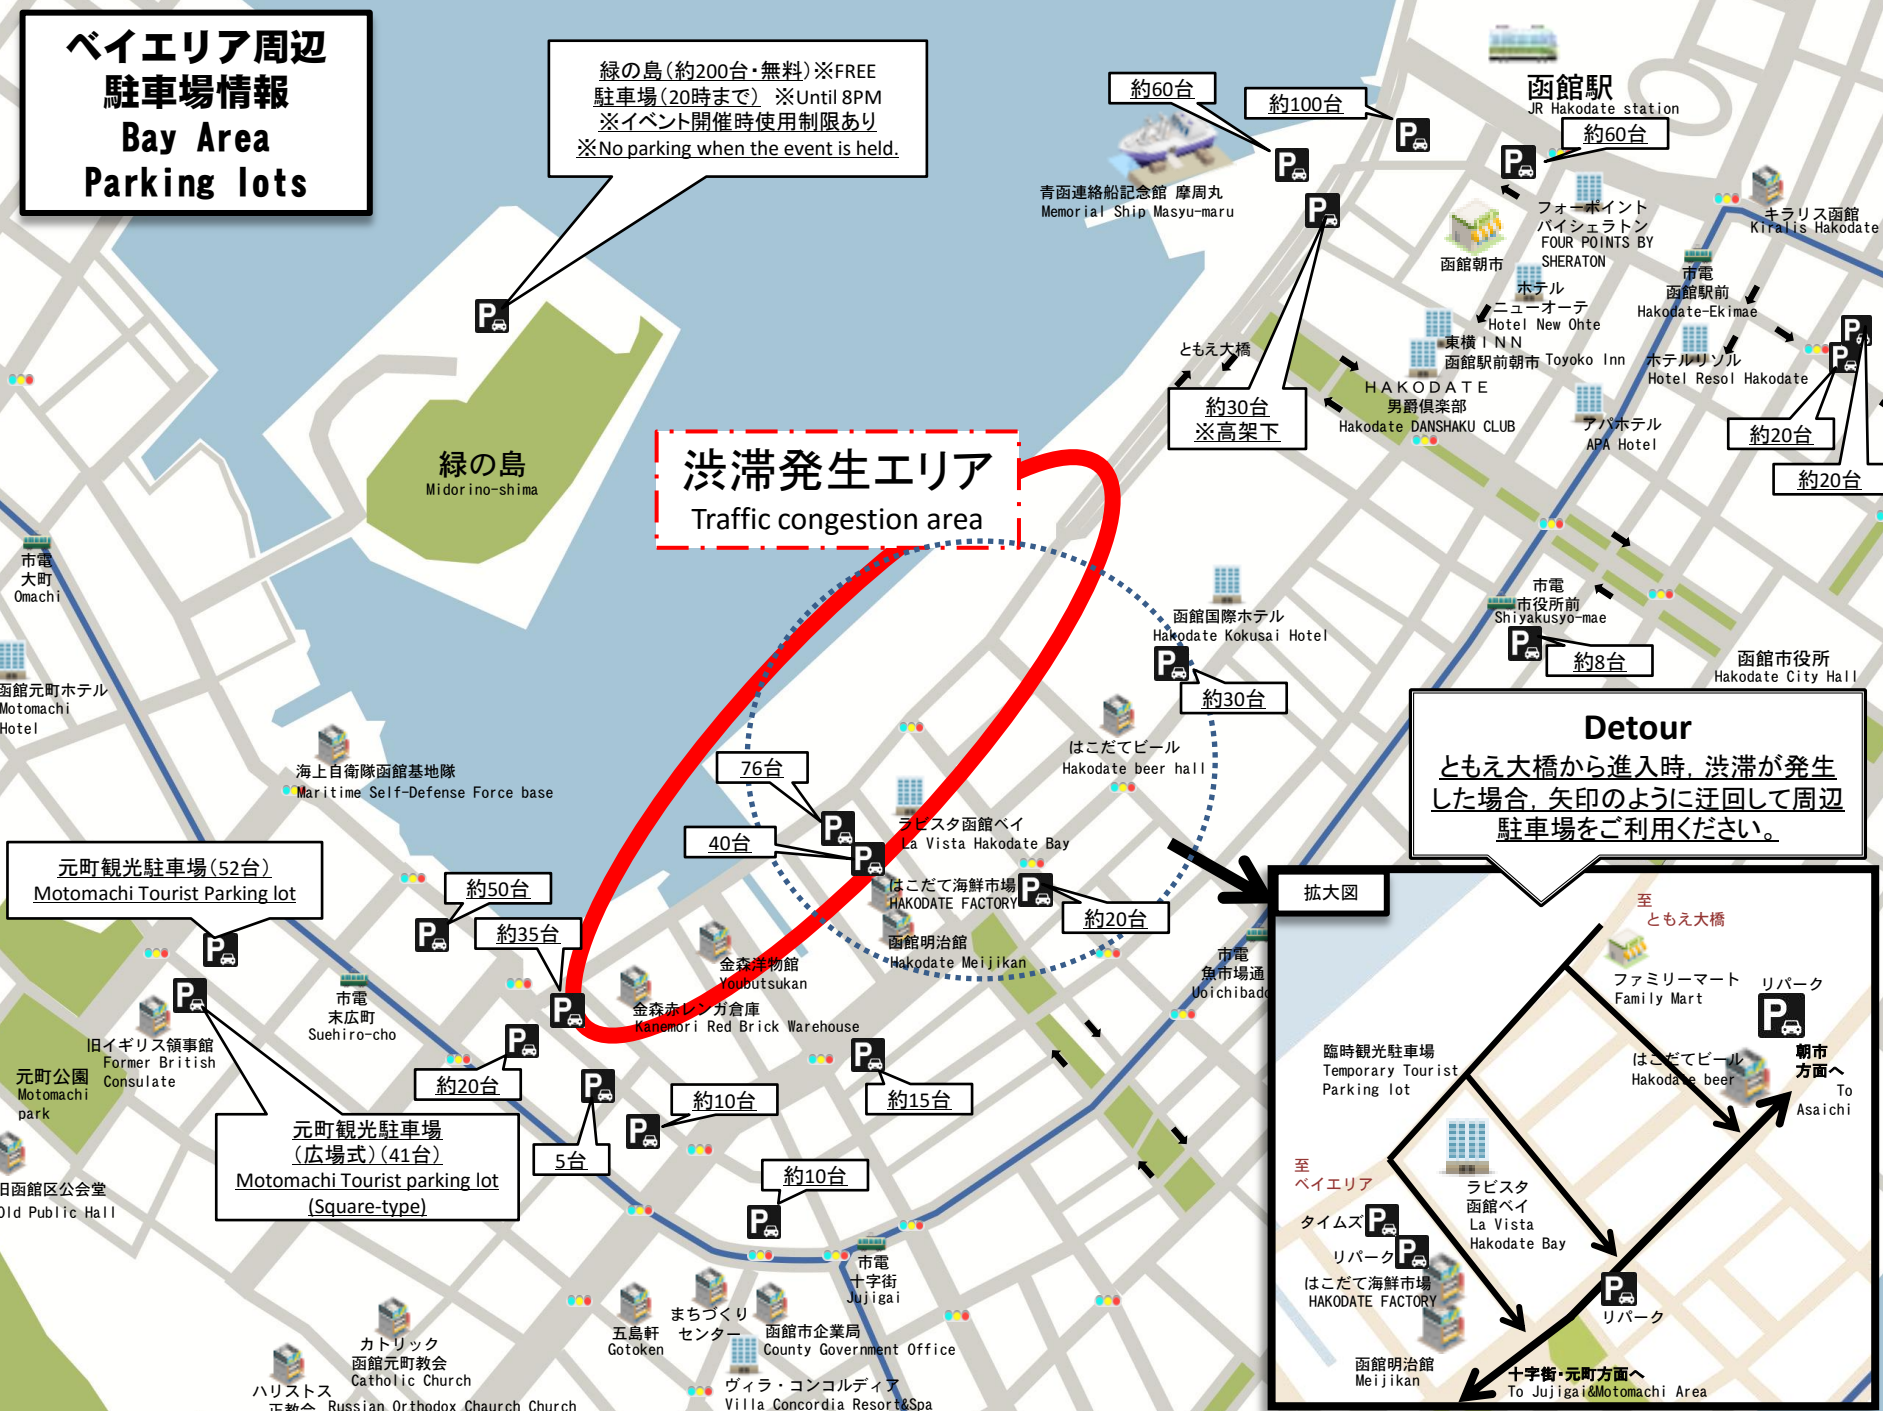 ベイエリア周辺
駐車場情報
Bay Area
Parking lots
緑の島（約200台・無料）※FREE
駐車場（20時まで） ※Until 8PM
※イベント開催時使用制限あり
※No parking when the event is held.
約60台
約100台
函館駅
JR Hakodate station
約60台
青函連絡船記念館 摩周丸
Memorial Ship Masyu-maru
函館朝市
フォーポイント
バイシェラトン
FOUR POINTS BY
SHERATON
キラリス函館
Kiralis Hakodate
市電
函館駅前
Hakodate-Ekimae
ホテル
ニューオーテ
Hotel New Ohte
東横ＩＮＮ
函館駅前朝市 Toyoko Inn
ホテルリソル
Hotel Resol Hakodate
ともえ大橋
HAKODATE
男爵倶楽部
Hakodate DANSHAKU CLUB
アパホテル
APA Hotel
約30台
※高架下
約20台
約20台
緑の島
Midorino-shima
渋滞発生エリア
Traffic congestion area
市電
大町
Omachi
函館元町ホテル
Motomachi
Hotel
函館国際ホテル
Hakodate Kokusai Hotel
約30台
市電
市役所前
Shiyakusyo-mae
約8台
函館市役所
Hakodate City Hall
海上自衛隊函館基地隊
Maritime Self-Defense Force base
はこだてビール
Hakodate beer hall
76台
40台
ラビスタ函館ベイ
La Vista Hakodate Bay
はこだて海鮮市場
HAKODATE FACTORY
約20台
函館明治館
Hakodate Meijikan
市電
魚市場通
Uoichibado
元町観光駐車場（52台）
Motomachi Tourist Parking lot
約50台
約35台
金森洋物館
Youbutsukan
金森赤レンガ倉庫
Kanemori Red Brick Warehouse
市電
末広町
Suehiro-cho
旧イギリス領事館
Former British
Consulate
元町公園
Motomachi
park
約20台
約10台
約15台
5台
約10台
元町観光駐車場
（広場式）（41台）
Motomachi Tourist parking lot
(Square-type)
旧函館区公会堂
Old Public Hall
市電
十字街
Jujigai
カトリック
函館元町教会
Catholic Church
五島軒
Gotoken
まちづくり
センター
函館市企業局
County Government Office
ハリストス
正教会 Russian Orthodox Chaurch Church
ヴィラ・コンコルディア
Villa Concordia Resort&Spa
Detour
ともえ大橋から進入時，渋滞が発生
した場合，矢印のように迂回して周辺
駐車場をご利用ください。
拡大図
至
ともえ大橋
ファミリーマート
Family Mart
リパーク
臨時観光駐車場
Temporary Tourist
Parking lot
はこだてビール
Hakodate beer
朝市
方面へ
To
Asaichi
至
ベイエリア
ラビスタ
函館ベイ
La Vista
Hakodate Bay
タイムズ
リパーク
はこだて海鮮市場
HAKODATE FACTORY
リパーク
函館明治館
Meijikan
十字街・元町方面へ
To Jujigai&Motomachi Area